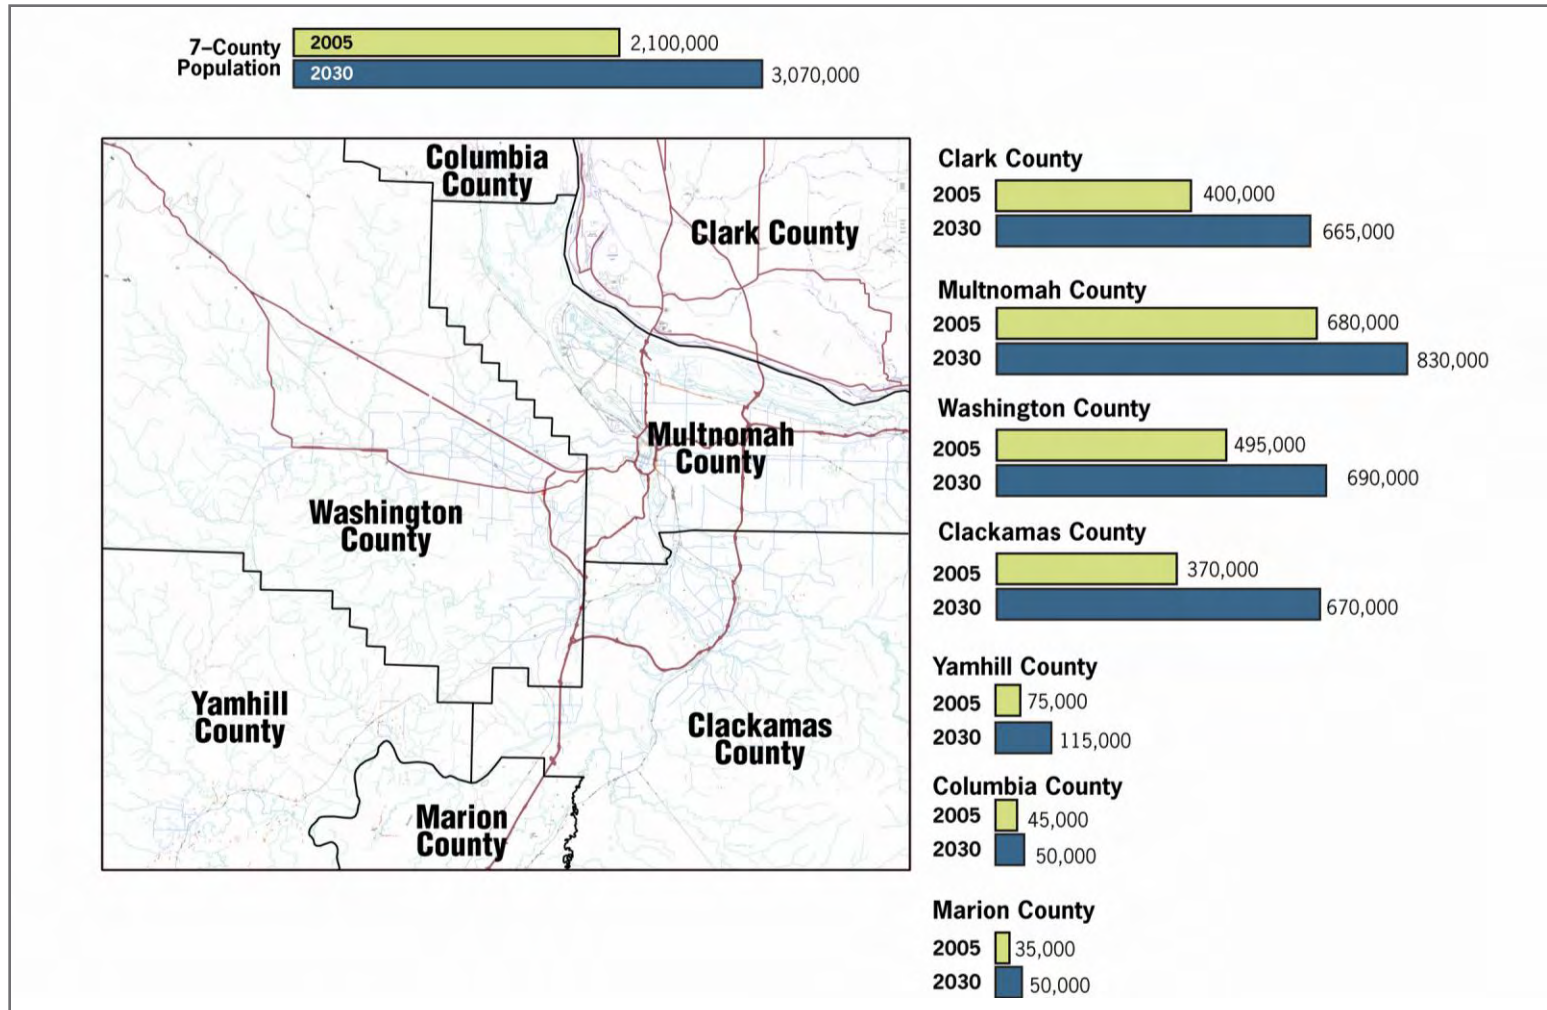 7–County
Population
2005
2,100,000
2030
3,070,000
Columbia
County
Clark County
Multnomah
County
Washington
County
Yamhill
County
Clackamas
County
Marion
County
Clark County
2005 400,000
2030 665,000
Multnomah County
2005 680,000
2030 830,000
Washington County
2005 495,000
2030 690,000
Clackamas County
2005 370,000
2030 670,000
Yamhill County
2005 75,000
2030 115,000
Columbia County
2005 45,000
2030 50,000
Marion County
2005 35,000
2030 50,000